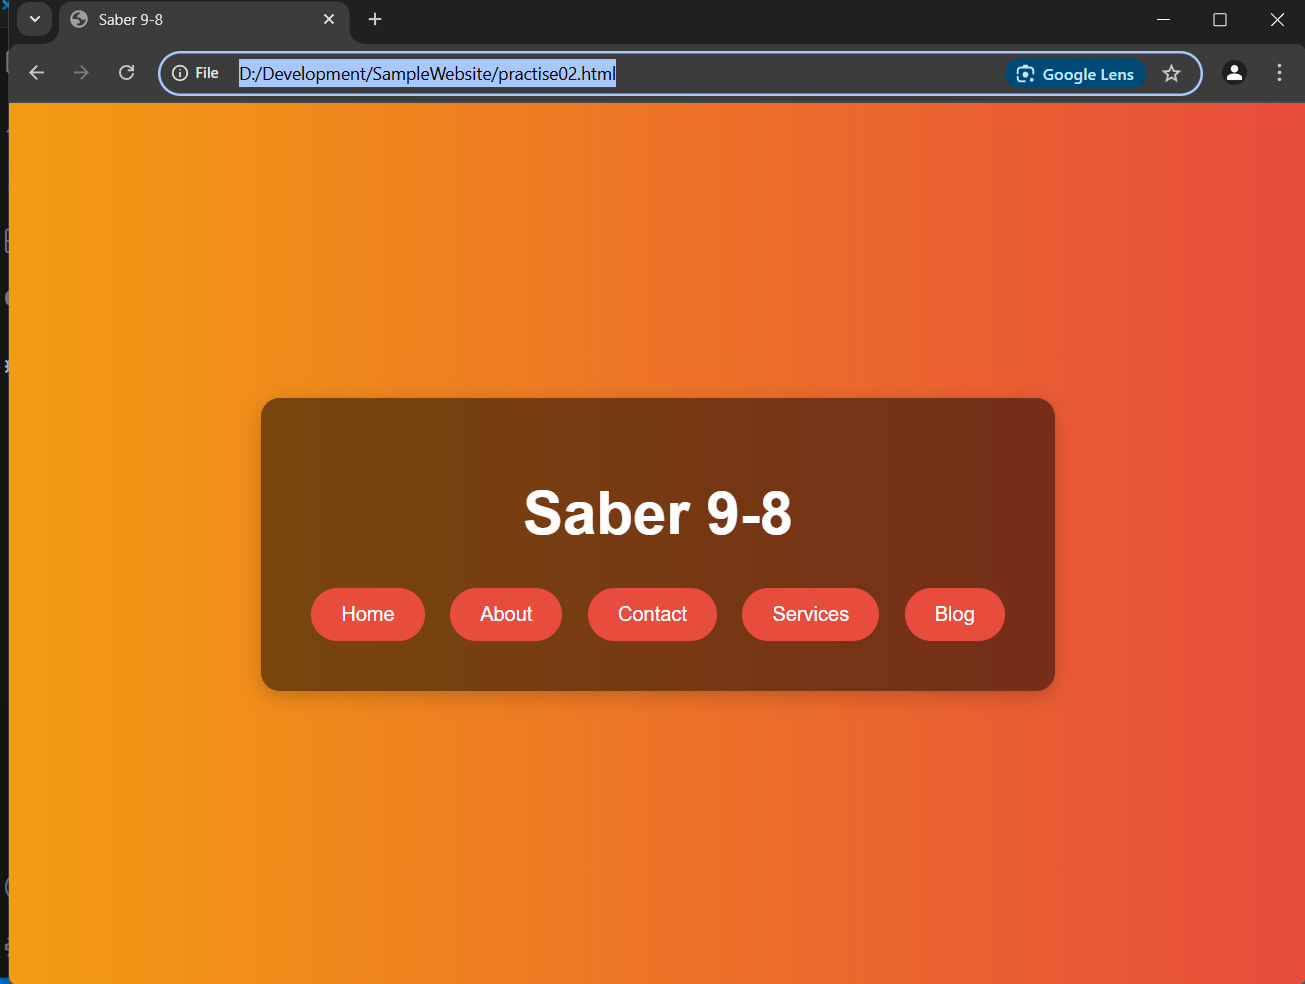 Saber 9-8
File D:/Development/SampleWebsite/practise02.html Google Lens
Saber 9-8
Home About Contact Services Blog